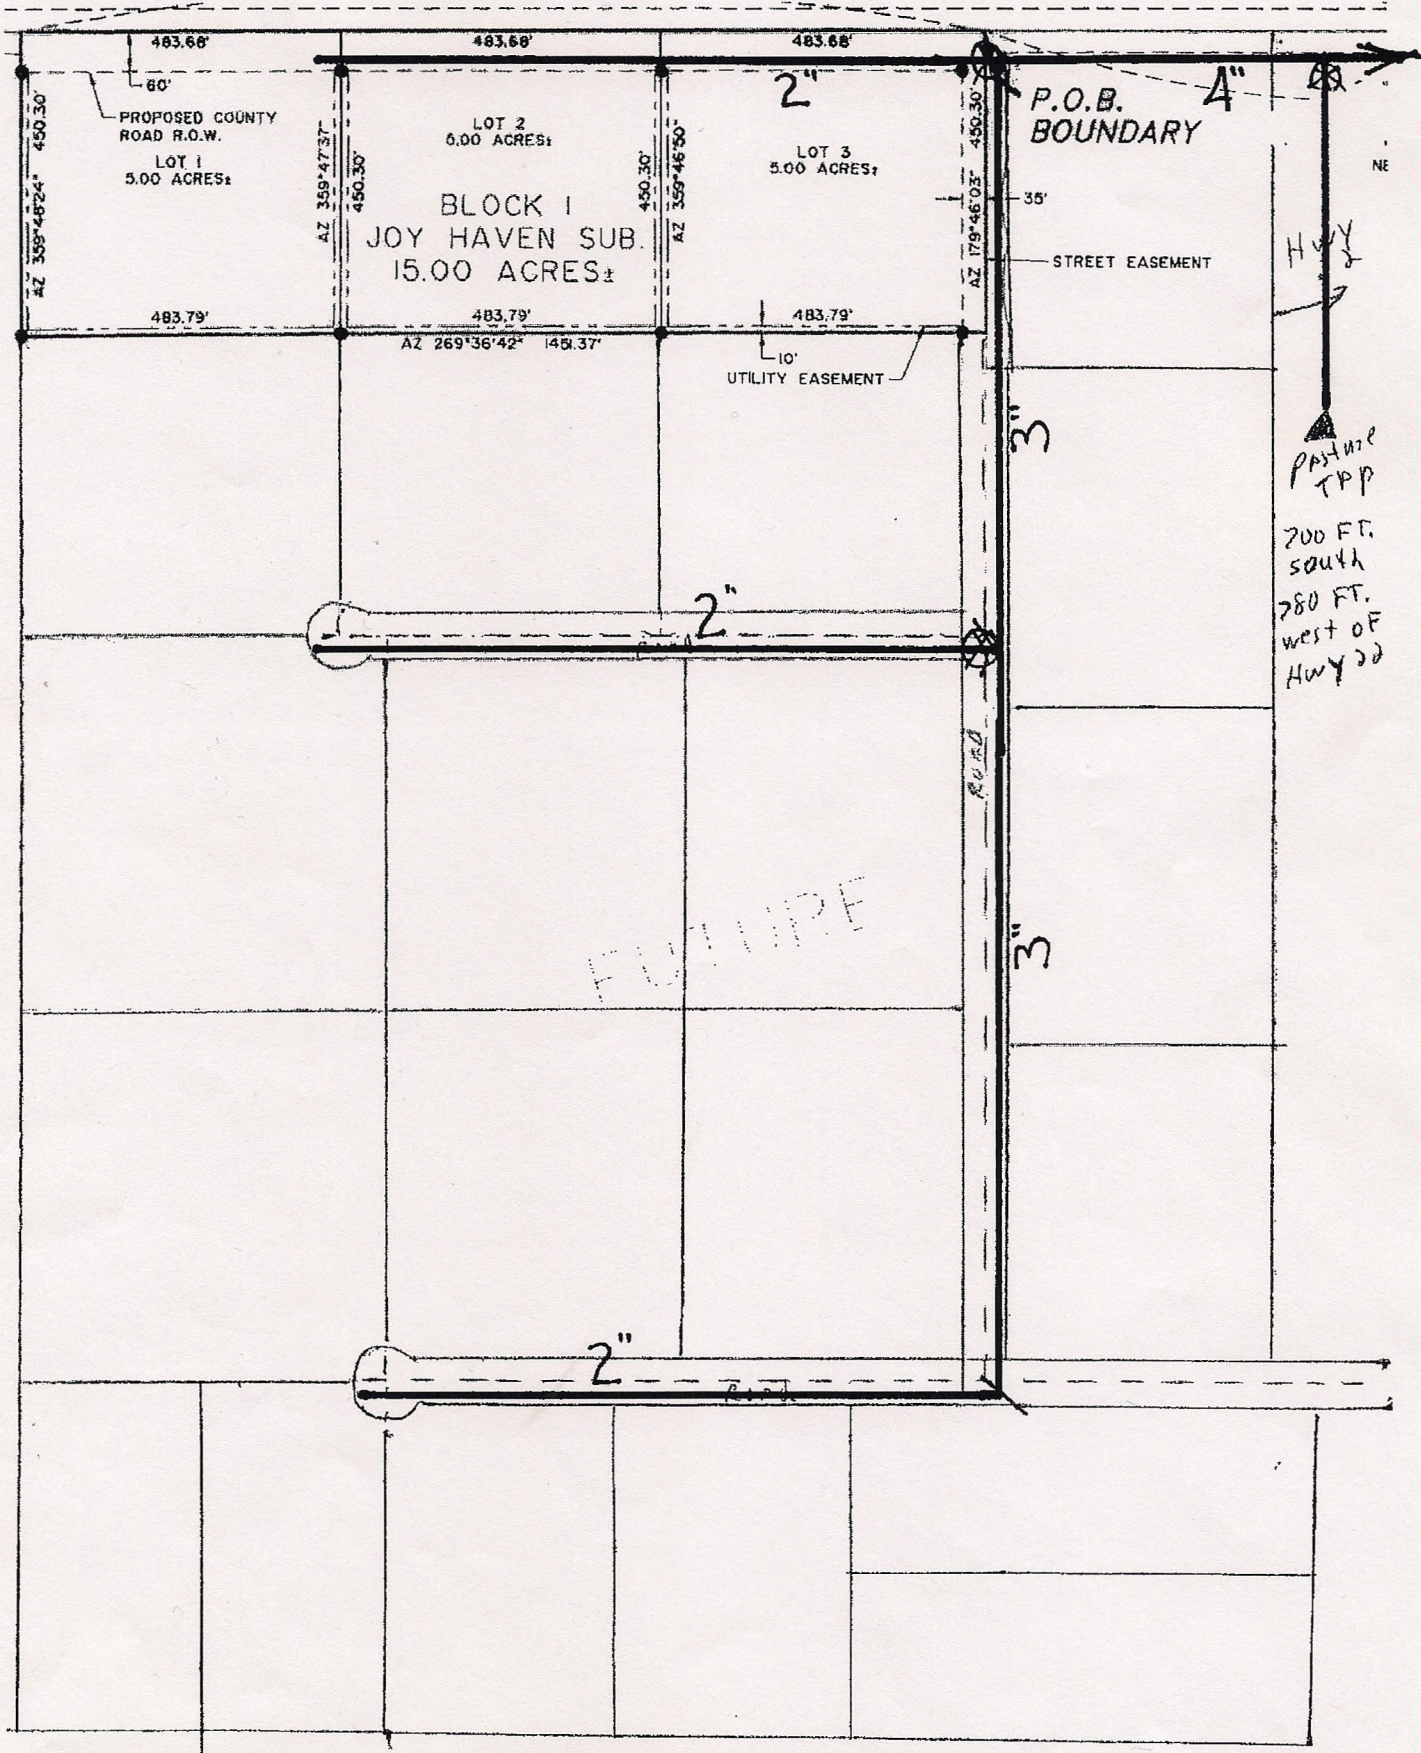 483.68'
483.68'
483.68'
60'
PROPOSED COUNTY
ROAD R.O.W.
LOT 1
5.00 ACRES±
AZ 359°48'24" 450.30'
AZ 359°47'37"
450.30'
LOT 2
5.00 ACRES±
BLOCK 1
JOY HAVEN SUB.
15.00 ACRES±
450.30'
AZ 359°46'50"
2"
LOT 3
5.00 ACRES±
AZ 179°46'03" 450.30'
P.O.B.
BOUNDARY
4"
NE
35'
STREET EASEMENT
Hwy
483.79'
483.79'
483.79'
AZ 269°36'42" 1451.37'
10'
UTILITY EASEMENT
3"
Pasture
TPP
200 FT.
south
780 FT.
west of
Hwy 22
2"
Road
ROAD
FUTURE
3"
2"
Road